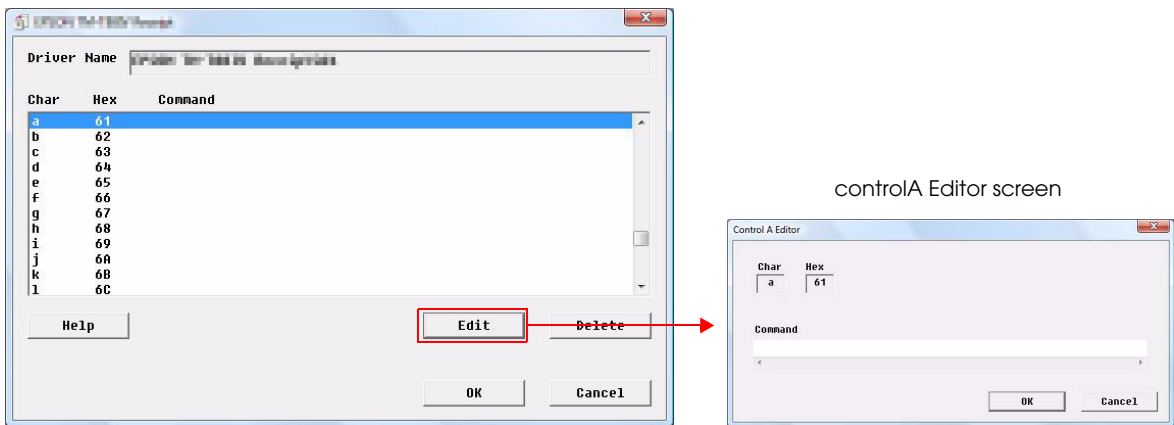 Driver Name
Char Hex Command
a 61
b 62
c 63
d 64
e 65
f 66
g 67
h 68
i 69
j 6A
k 6B
l 6C
Help Edit Delete
OK Cancel
controlA Editor screen
Control A Editor
Char Hex
a 61
Command
OK Cancel